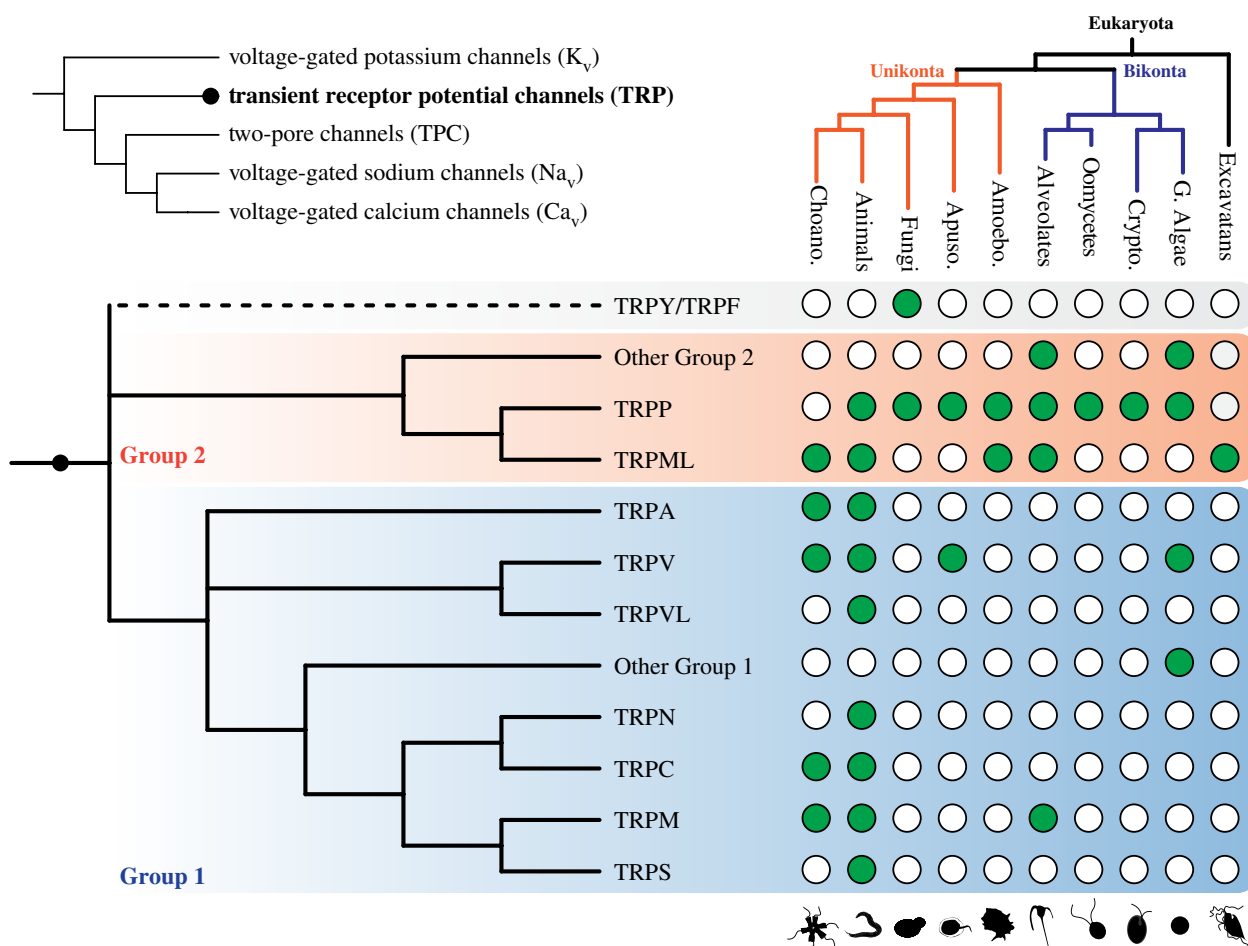 voltage-gated potassium channels (Kv)
transient receptor potential channels (TRP)
two-pore channels (TPC)
voltage-gated sodium channels (Nav)
voltage-gated calcium channels (Cav)
Eukaryota
Unikonta
Bikonta
Choano.
Animals
Fungi
Apuso.
Amoebo.
Alveolates
Oomycetes
Crypto.
G. Algae
Excavatans
TRPY/TRPF
Other Group 2
TRPP
Group 2
TRPML
TRPA
TRPV
TRPVL
Other Group 1
TRPN
TRPC
TRPM
TRPS
Group 1